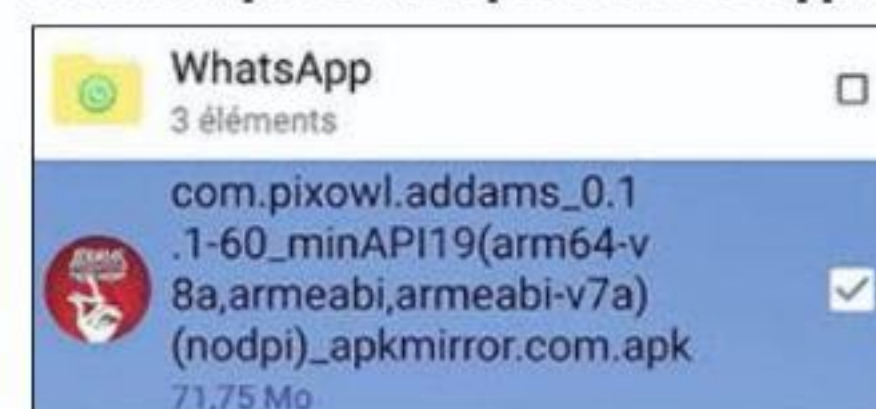 WhatsApp
3 éléments
com.pixowl.addams_0.1
.1-60_minAPI19(arm64-v
8a,armeabi,armeabi-v7a)
(nodpi)_apkmirror.com.apk
71,75 Mo